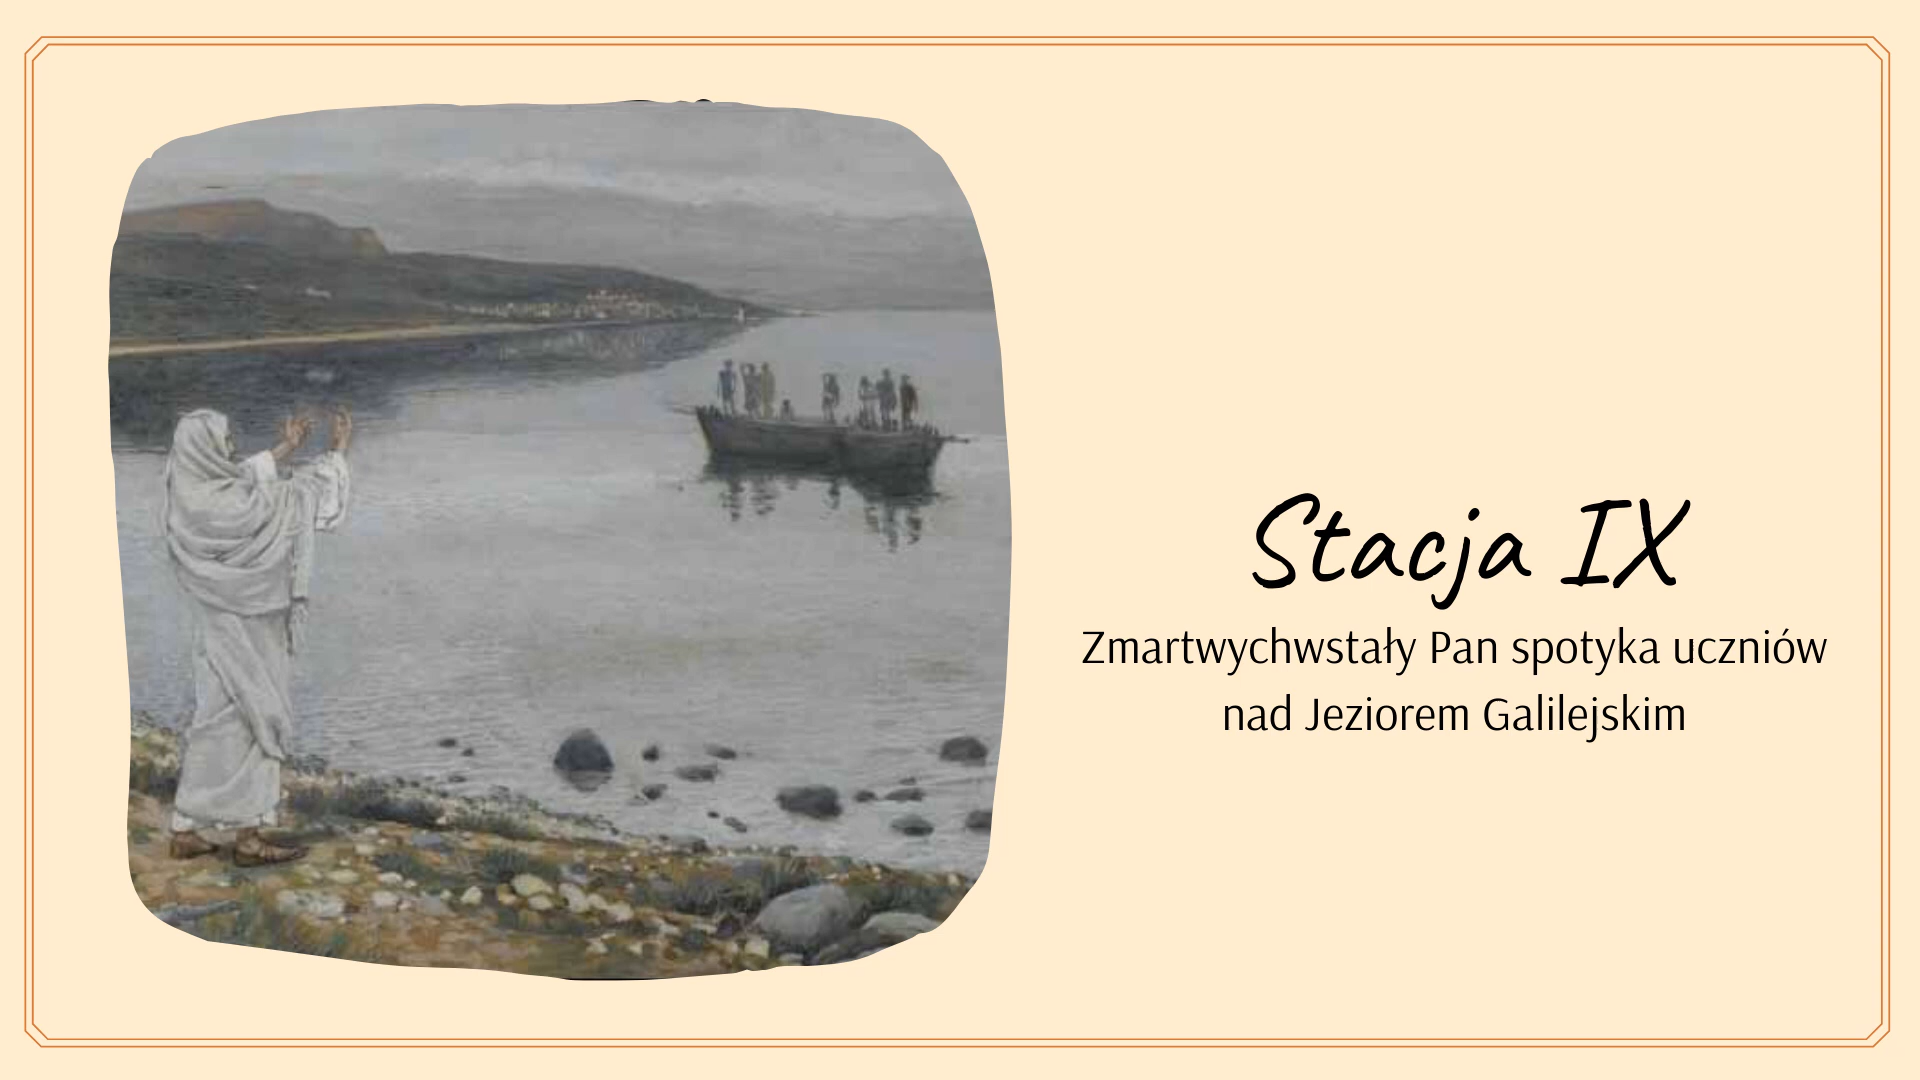 Stacja IX
Zmartwychwstały Pan spotyka uczniów
nad Jeziorem Galilejskim